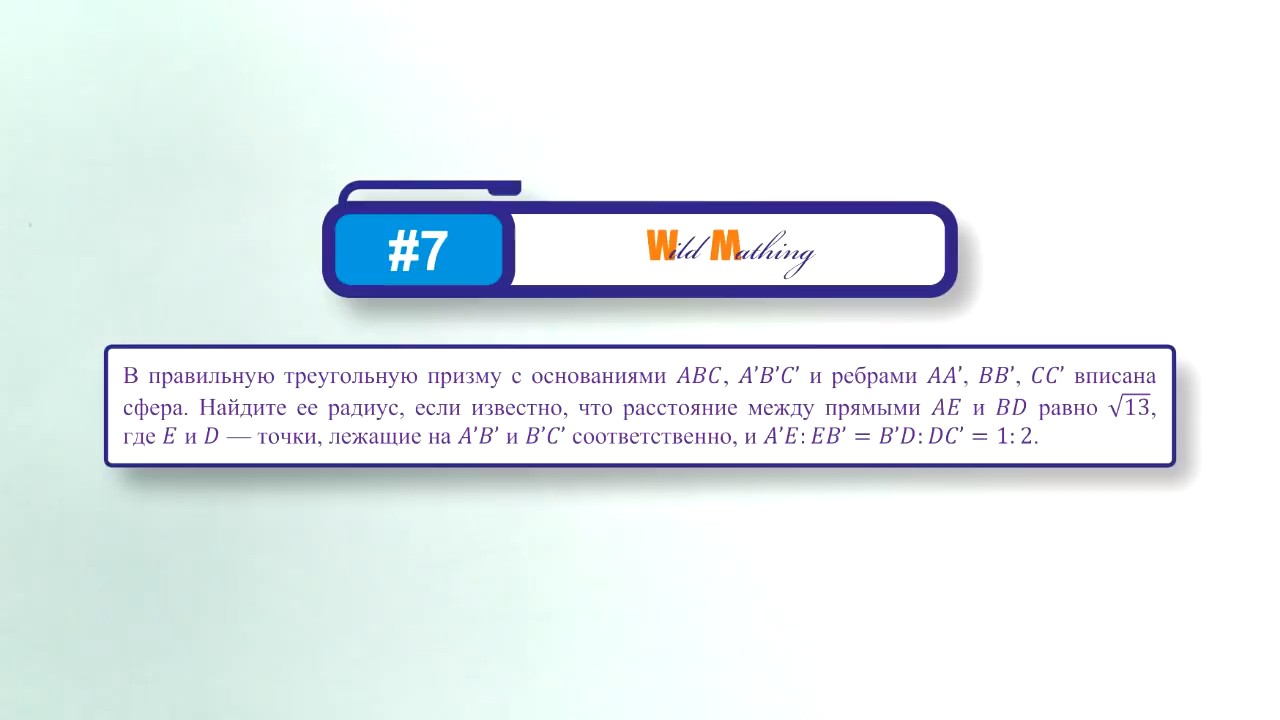 #7
Wild Mathing
В правильную треугольную призму с основаниями ABC, A'B'C' и ребрами AA', BB', CC' вписана
сфера. Найдите ее радиус, если известно, что расстояние между прямыми AE и BD равно √13,
где E и D — точки, лежащие на A'B' и B'C' соответственно, и A'E: EB' = B'D: DC' = 1: 2.